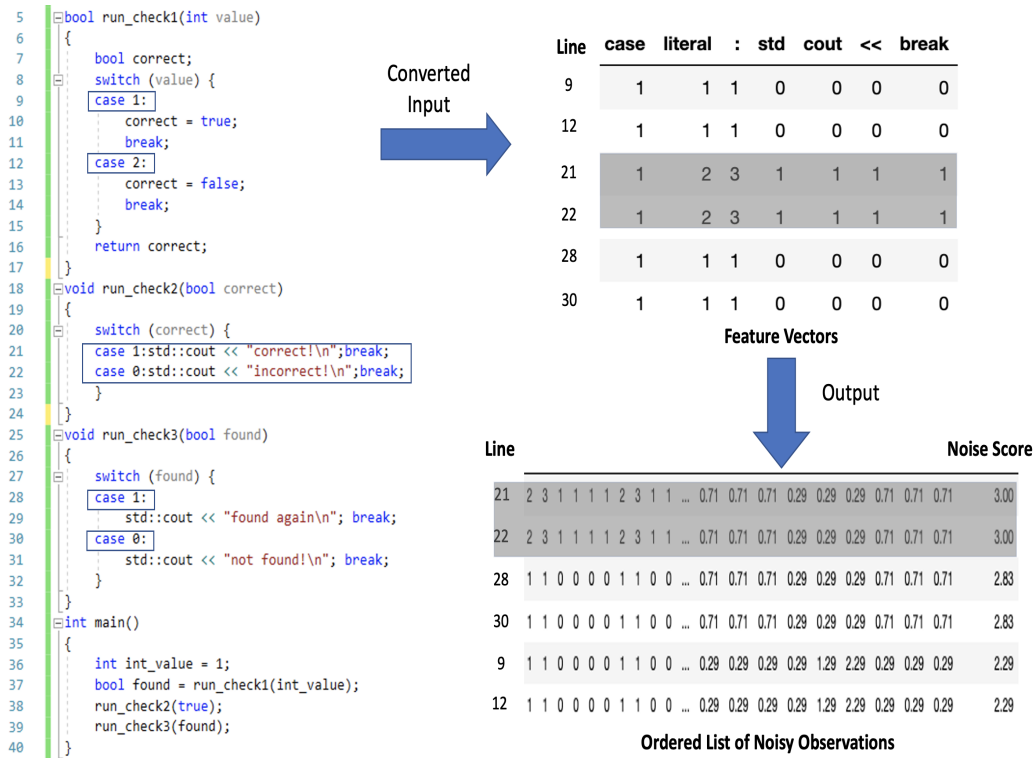 5 bool run_check1(int value)
6 {
7 bool correct;
8 switch (value) {
9 case 1:
10 correct = true;
11 break;
12 case 2:
13 correct = false;
14 break;
15 }
16 return correct;
17 }
18 void run_check2(bool correct)
19 {
20 switch (correct) {
21 case 1:std::cout << "correct!\n";break;
22 case 0:std::cout << "incorrect!\n";break;
23 }
24 }
25 void run_check3(bool found)
26 {
27 switch (found) {
28 case 1:
29 std::cout << "found again\n"; break;
30 case 0:
31 std::cout << "not found!\n"; break;
32 }
33 }
34 int main()
35 {
36 int int_value = 1;
37 bool found = run_check1(int_value);
38 run_check2(true);
39 run_check3(found);
40 }
Converted
Input
Line case literal : std cout << break
9 1 1 1 0 0 0 0
12 1 1 1 0 0 0 0
21 1 2 3 1 1 1 1
22 1 2 3 1 1 1 1
28 1 1 1 0 0 0 0
30 1 1 1 0 0 0 0
Feature Vectors
Output
Line Noise Score
21 2 3 1 1 1 1 2 3 1 1 ... 0.71 0.71 0.71 0.29 0.29 0.29 0.71 0.71 0.71 3.00
22 2 3 1 1 1 1 2 3 1 1 ... 0.71 0.71 0.71 0.29 0.29 0.29 0.71 0.71 0.71 3.00
28 1 1 0 0 0 0 1 1 0 0 ... 0.71 0.71 0.71 0.29 0.29 0.29 0.71 0.71 0.71 2.83
30 1 1 0 0 0 0 1 1 0 0 ... 0.71 0.71 0.71 0.29 0.29 0.29 0.71 0.71 0.71 2.83
9 1 1 0 0 0 0 1 1 0 0 ... 0.29 0.29 0.29 0.29 1.29 2.29 0.29 0.29 0.29 2.29
12 1 1 0 0 0 0 1 1 0 0 ... 0.29 0.29 0.29 0.29 1.29 2.29 0.29 0.29 0.29 2.29
Ordered List of Noisy Observations